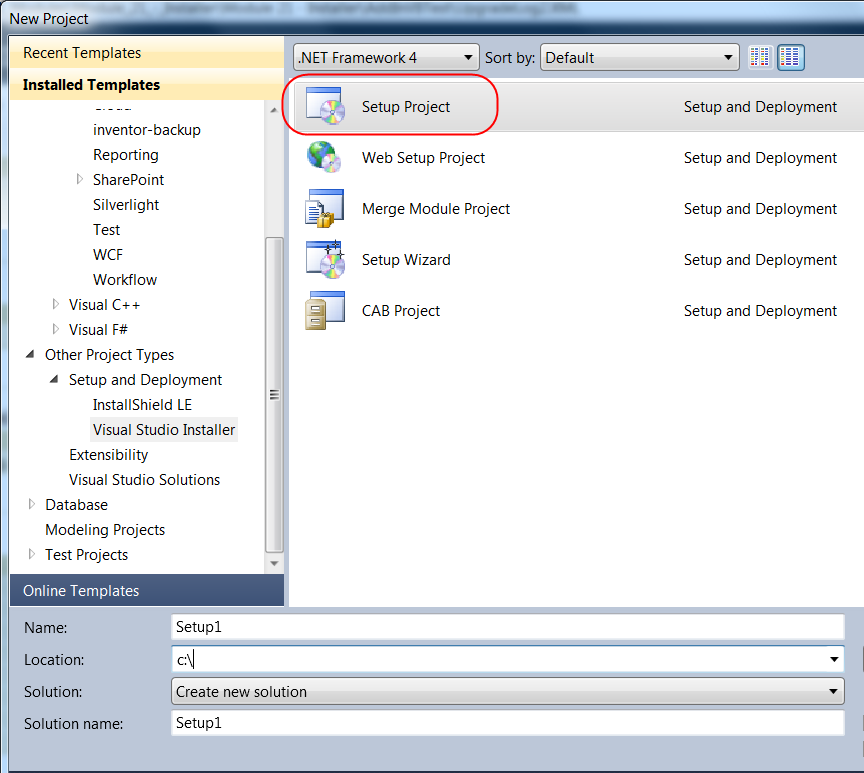 New Project
Recent Templates
Installed Templates
Cloud
inventor-backup
Reporting
SharePoint
Silverlight
Test
WCF
Workflow
Visual C++
Visual F#
Other Project Types
Setup and Deployment
InstallShield LE
Visual Studio Installer
Extensibility
Visual Studio Solutions
Database
Modeling Projects
Test Projects
Online Templates
.NET Framework 4 Sort by: Default
Setup Project Setup and Deployment
Web Setup Project Setup and Deployment
Merge Module Project Setup and Deployment
Setup Wizard Setup and Deployment
CAB Project Setup and Deployment
Name: Setup1
Location: c:\
Solution: Create new solution
Solution name: Setup1